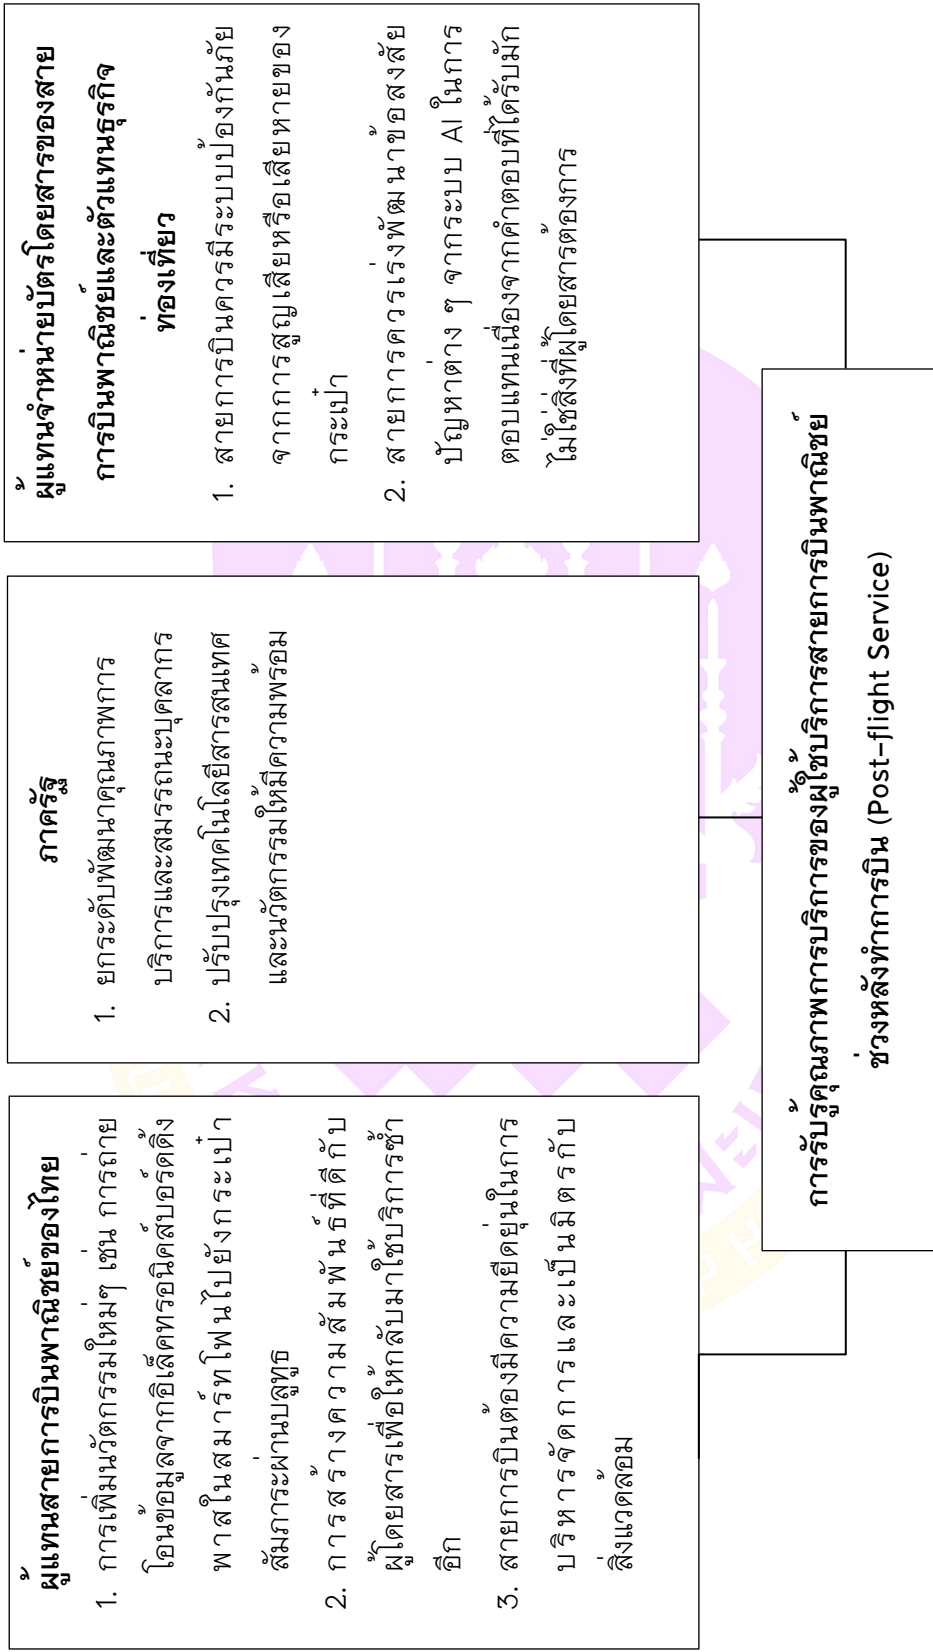 ผู้แทนสายการบินพาณิชย์ของไทย
1. การเพิ่มนวัตกรรมใหม่ๆ เช่น การถ่าย
โอนข้อมูลจากอิเล็คทรอนิคส์บอร์ดดิ้ง
พาสในสมาร์ทโฟนไปยังกระเป๋า
สัมภาระผ่านบลูทูธ
2. การสร้างความสัมพันธ์ที่ดีกับ
ผู้โดยสารเพื่อให้กลับมาใช้บริการซ้ำ
อีก
3. สายการบินต้องมีความยืดยุ่นในการ
บริหารจัดการและเป็นมิตรกับ
สิ่งแวดล้อม
ภาครัฐ
1. ยกระดับพัฒนาคุณภาพการ
บริการและสมรรถนะบุคลากร
2. ปรับปรุงเทคโนโลยีสารสนเทศ
และนวัตกรรมให้มีความพร้อม
ผู้แทนจำหน่ายบัตรโดยสารของสาย
การบินพาณิชย์และตัวแทนธุรกิจ
ท่องเที่ยว
1. สายการบินควรมีระบบป้องกันภัย
จากการสูญเสียหรือเสียหายของ
กระเป๋า
2. สายการควรเร่งพัฒนาข้อสงสัย
ปัญหาต่าง ๆ จากระบบ AI ในการ
ตอบแทนเนื่องจากคำตอบที่ได้รับมัก
ไม่ใช่สิ่งที่ผู้โดยสารต้องการ
การรับรู้คุณภาพการบริการของผู้ใช้บริการสายการบินพาณิชย์
ช่วงหลังทำการบิน (Post-flight Service)